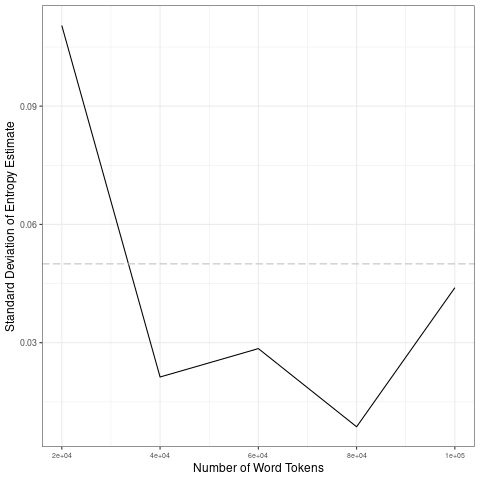 Standard Deviation of Entropy Estimate
0.09
0.06
0.03
2e+04 4e+04 6e+04 8e+04 1e+05
Number of Word Tokens